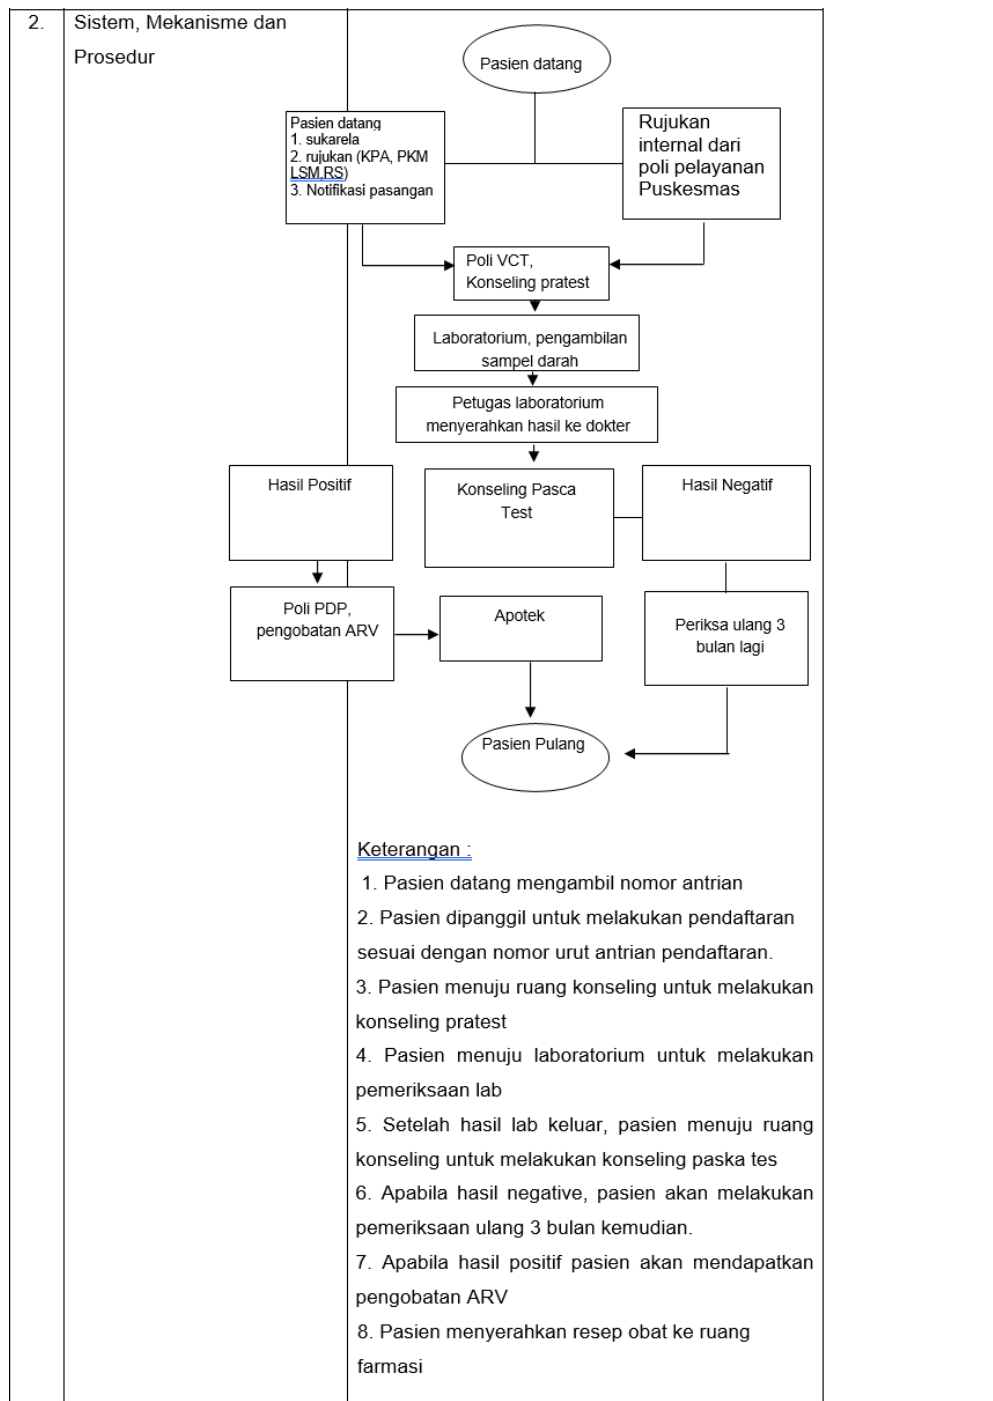 2.
Sistem, Mekanisme dan
Prosedur
Pasien datang
Pasien datang
1. sukarela
2. rujukan (KPA, PKM
LSM,RS)
3. Notifikasi pasangan
Rujukan
internal dari
poli pelayanan
Puskesmas
Poli VCT,
Konseling pratest
Laboratorium, pengambilan
sampel darah
Petugas laboratorium
menyerahkan hasil ke dokter
Hasil Positif
Konseling Pasca
Test
Hasil Negatif
Poli PDP,
pengobatan ARV
Apotek
Periksa ulang 3
bulan lagi
Pasien Pulang
Keterangan :
1. Pasien datang mengambil nomor antrian
2. Pasien dipanggil untuk melakukan pendaftaran
sesuai dengan nomor urut antrian pendaftaran.
3. Pasien menuju ruang konseling untuk melakukan
konseling pratest
4. Pasien menuju laboratorium untuk melakukan
pemeriksaan lab
5. Setelah hasil lab keluar, pasien menuju ruang
konseling untuk melakukan konseling paska tes
6. Apabila hasil negative, pasien akan melakukan
pemeriksaan ulang 3 bulan kemudian.
7. Apabila hasil positif pasien akan mendapatkan
pengobatan ARV
8. Pasien menyerahkan resep obat ke ruang
farmasi